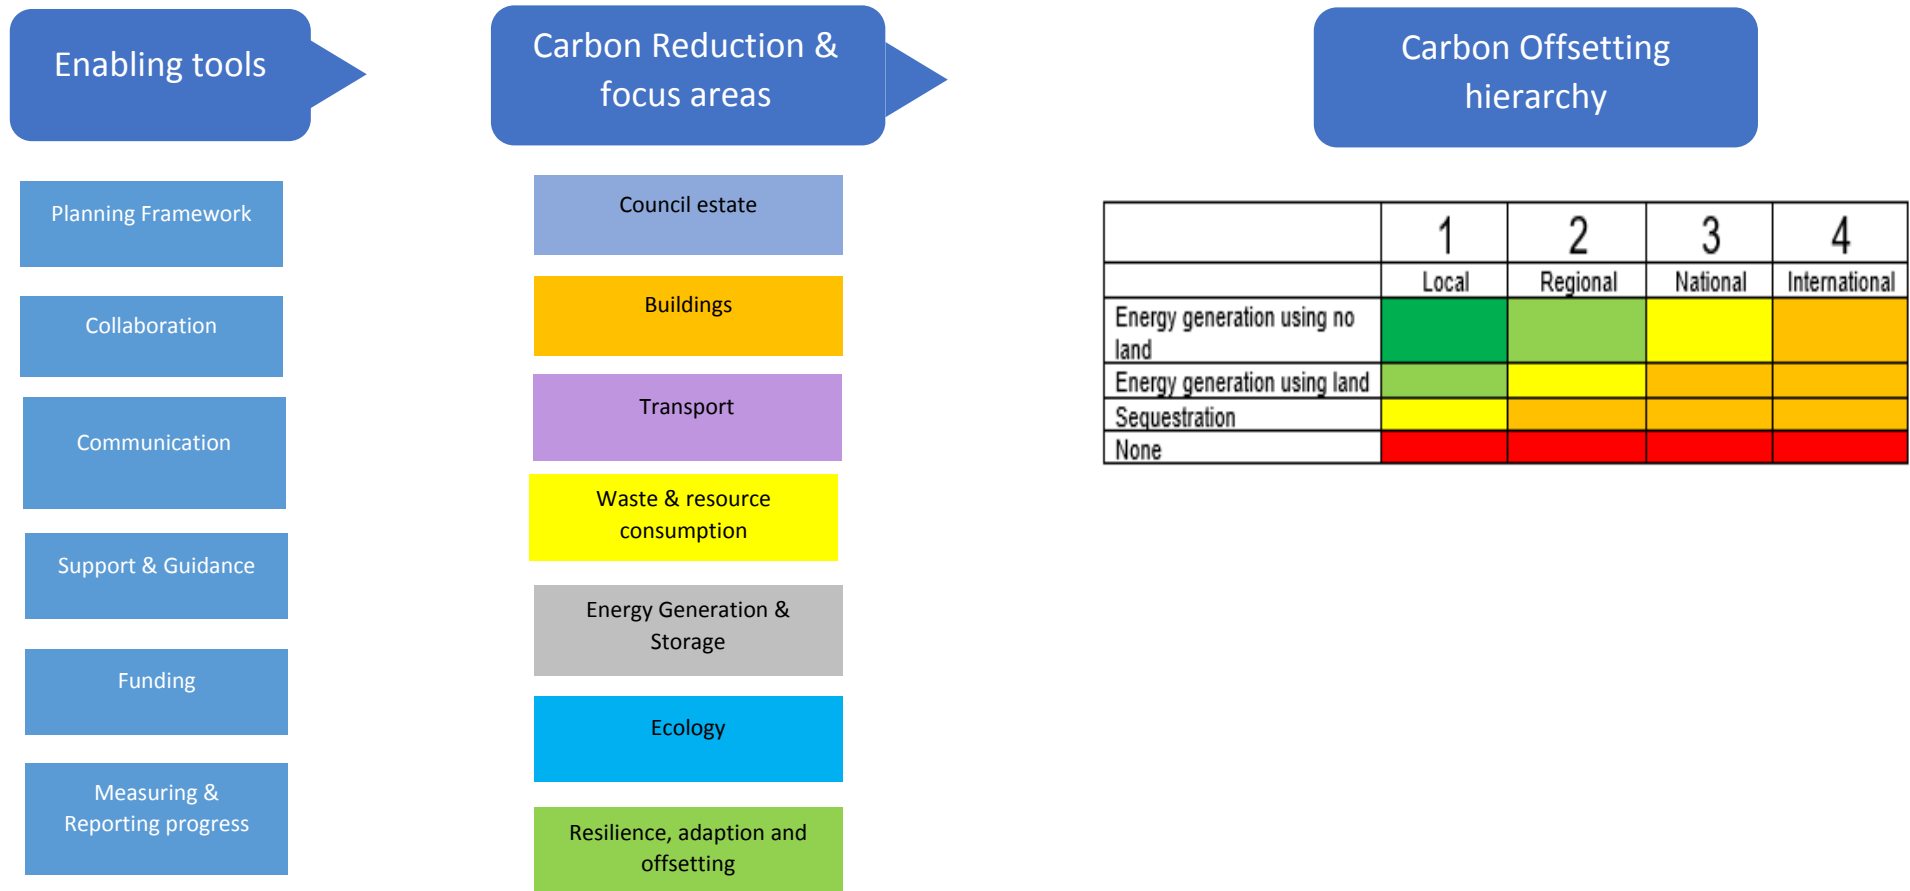 Enabling tools
Carbon Reduction &
focus areas
Carbon Offsetting
hierarchy
Planning Framework
Collaboration
Communication
Support & Guidance
Funding
Measuring &
Reporting progress
Council estate
Buildings
Transport
Waste & resource
consumption
Energy Generation &
Storage
Ecology
Resilience, adaption and
offsetting
1 2 3 4
Local Regional National International
Energy generation using no
land
Energy generation using land
Sequestration
None